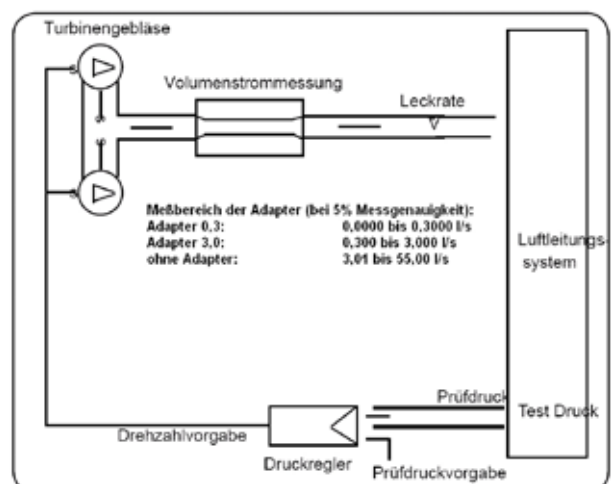 Turbinengebläse
Volumenstrommessung
Leckrate
Meßbereich der Adapter (bei 5% Messgenauigkeit):
Adapter 0,3: 0,0000 bis 0,3000 l/s
Adapter 3,0: 0,300 bis 3,000 l/s
ohne Adapter: 3,01 bis 55,00 l/s
Luftleitungs-
system
Prüfdruck
Test Druck
Drehzahlvorgabe
Druckregler
Prüfdruckvorgabe